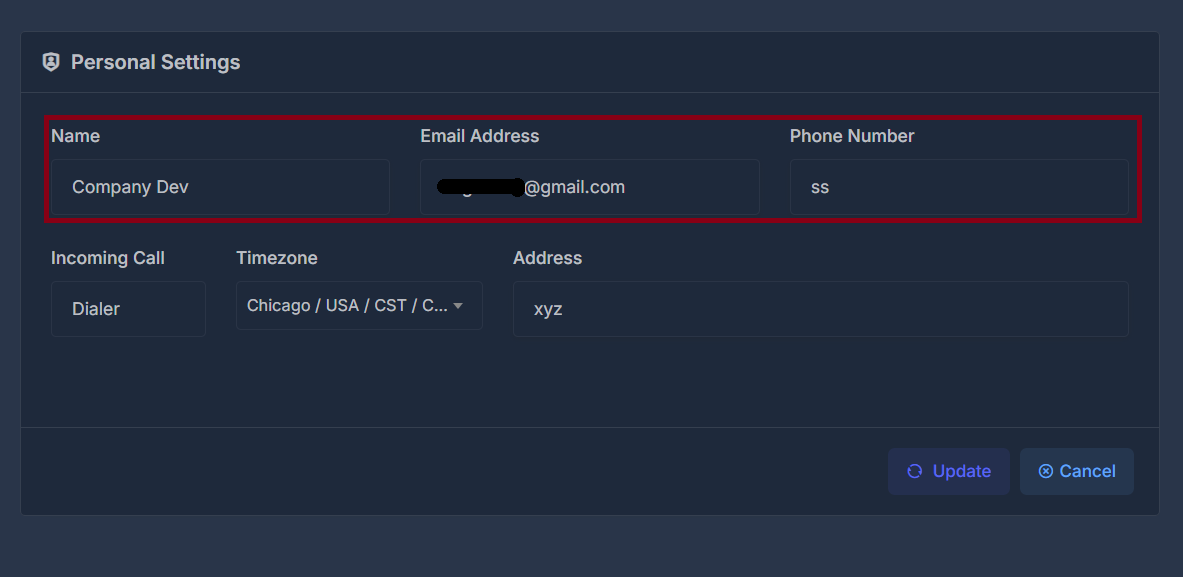 Personal Settings
Name Email Address Phone Number
Company Dev @gmail.com ss
Incoming Call Timezone Address
Dialer Chicago / USA / CST / C... xyz
Update Cancel